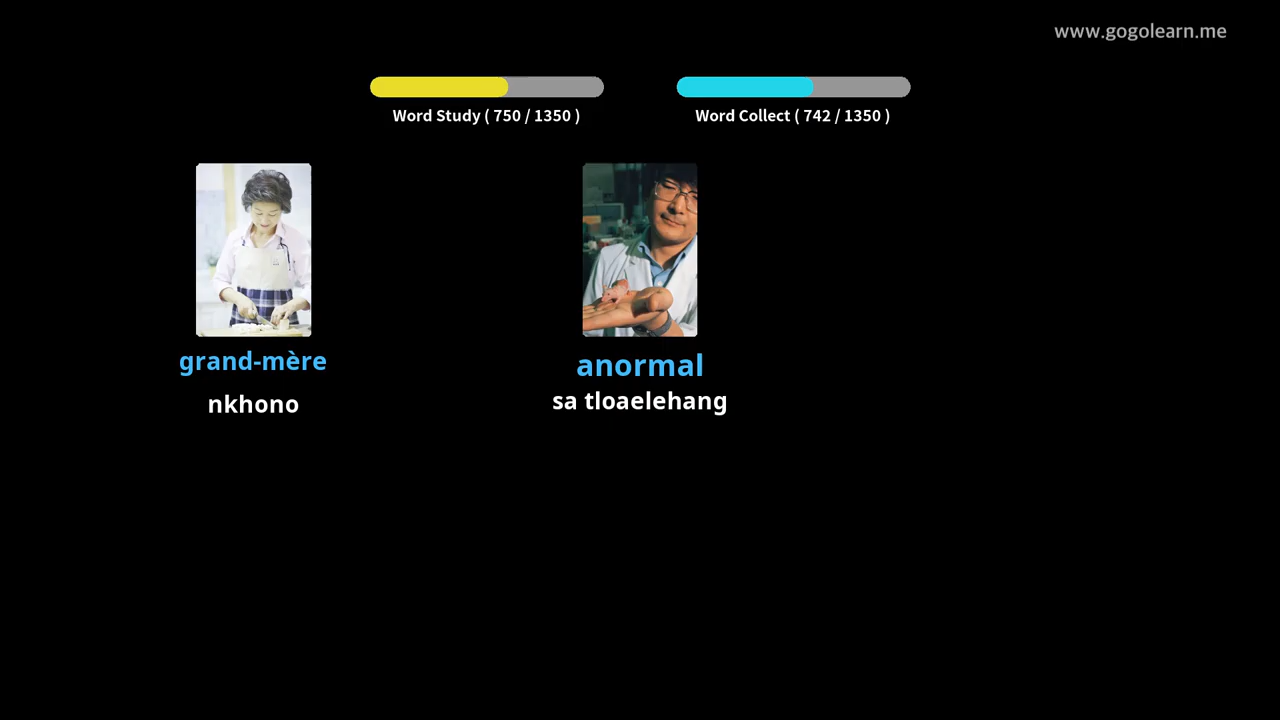 www.gogolearn.me
Word Study ( 750 / 1350 )
Word Collect ( 742 / 1350 )
grand-mère
nkhono
anormal
sa tloaelehang